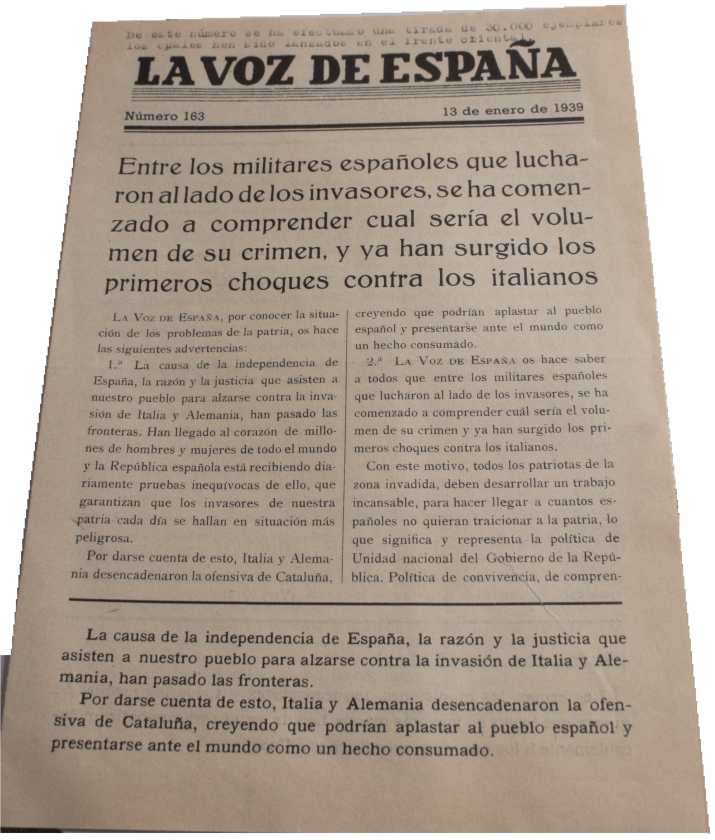 De este número se ha efectuado una tirada de 30.000 ejemplares
los cuales han sido lanzados en el frente oriental.
LA VOZ DE ESPAÑA
Número 163
13 de enero de 1939
Entre los militares españoles que lucha-
ron al lado de los invasores, se ha comen-
zado a comprender cual sería el volu-
men de su crimen, y ya han surgido los
primeros choques contra los italianos
LA VOZ DE ESPAÑA, por conocer la situa-
ción de los problemas de la patria, os hace
las siguientes advertencias:
1.ª La causa de la independencia de
España, la razón y la justicia que asisten a
nuestro pueblo para alzarse contra la inva-
sión de Italia y Alemania, han pasado las
fronteras. Han llegado al corazón de millo-
nes de hombres y mujeres de todo el mundo
y la República española está recibiendo dia-
riamente pruebas inequívocas de ello, que
garantizan que los invasores de nuestra
patria cada día se hallan en situación más
peligrosa.
Por darse cuenta de esto, Italia y Alema-
nia desencadenaron la ofensiva de Cataluña,
creyendo que podrían aplastar al pueblo
español y presentarse ante el mundo como
un hecho consumado.
2.ª LA VOZ DE ESPAÑA os hace saber
a todos que entre los militares españoles
que lucharon al lado de los invasores, se ha
comenzado a comprender cuál sería el volu-
men de su crimen y ya han surgido los pri-
meros choques contra los italianos.
Con este motivo, todos los patriotas de la
zona invadida, deben desarrollar un trabajo
incansable, para hacer llegar a cuantos es-
pañoles no quieran traicionar a la patria, lo
que significa y representa la política de
Unidad nacional del Gobierno de la Repú-
blica. Política de convivencia, de compren-
La causa de la independencia de España, la razón y la justicia que
asisten a nuestro pueblo para alzarse contra la invasión de Italia y Ale-
mania, han pasado las fronteras.
Por darse cuenta de esto, Italia y Alemania desencadenaron la ofen-
siva de Cataluña, creyendo que podrían aplastar al pueblo español y
presentarse ante el mundo como un hecho consumado.